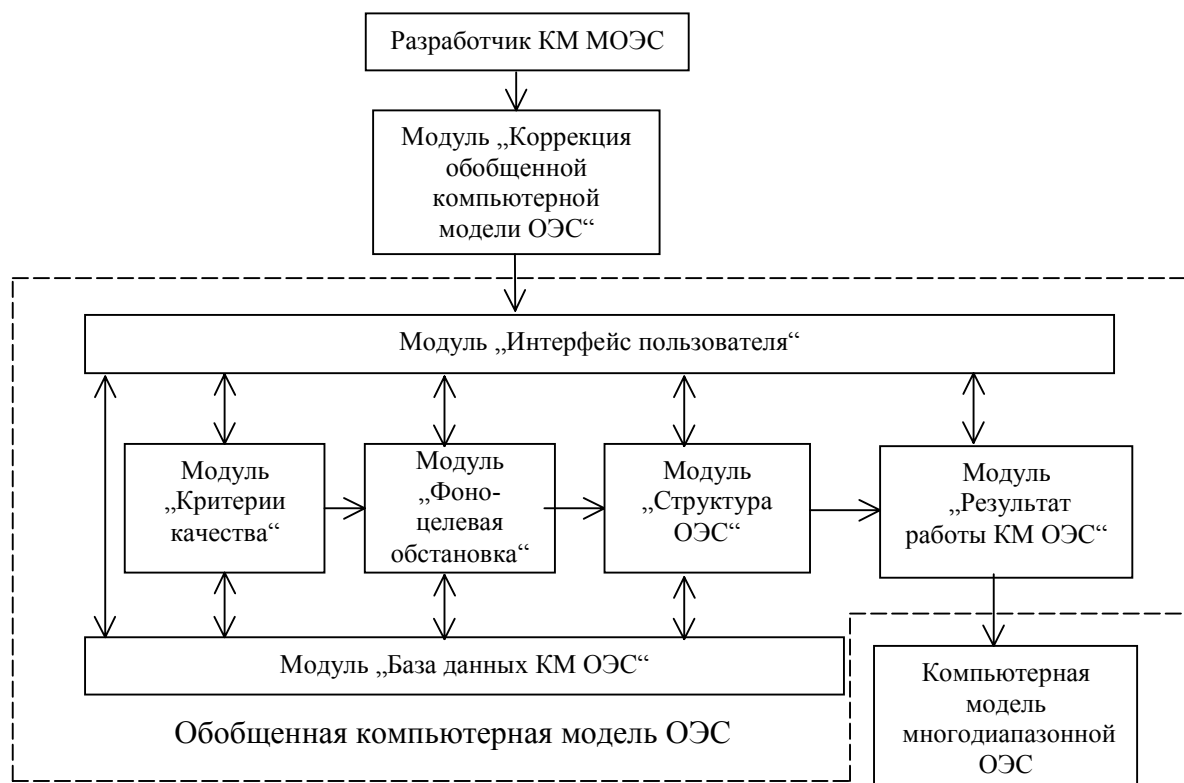 Разработчик КМ МОЭС
Модуль „Коррекция
обобщенной
компьютерной
модели ОЭС“
Модуль „Интерфейс пользователя“
Модуль
„Критерии
качества“
Модуль
„Фоно-
целевая
обстановка“
Модуль
„Структура
ОЭС“
Модуль
„Результат
работы КМ ОЭС“
Модуль „База данных КМ ОЭС“
Обобщенная компьютерная модель ОЭС
Компьютерная
модель
многодиапазонной
ОЭС